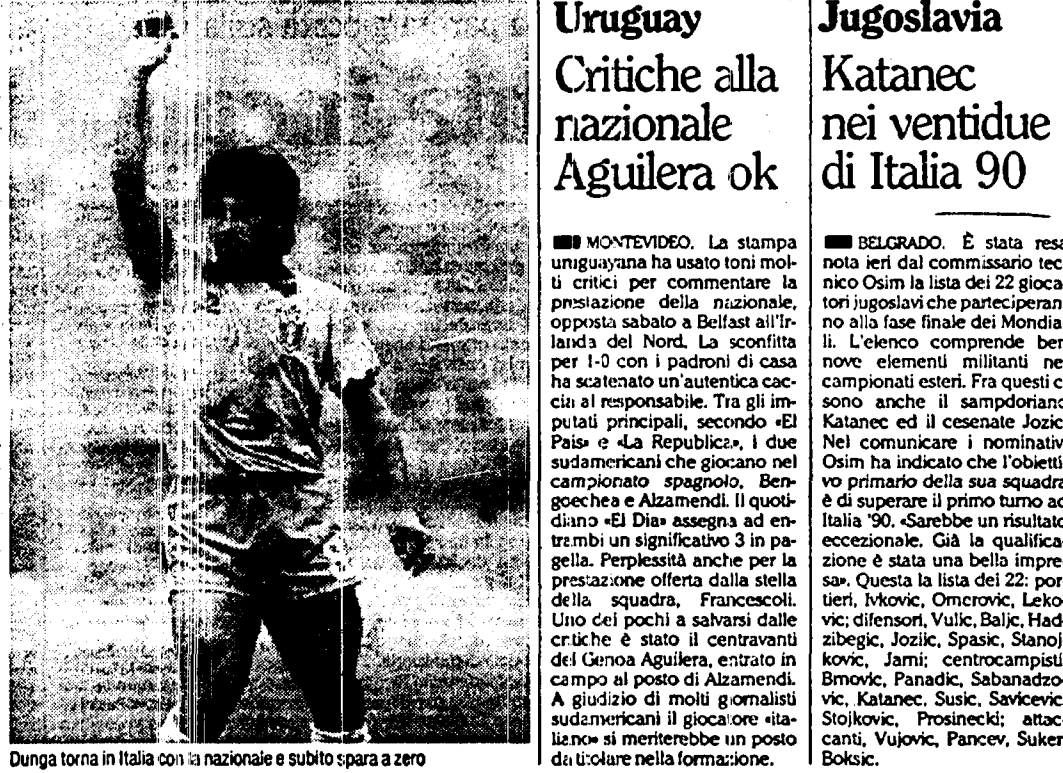 Dunga torna in Italia con la nazionale e subito spara a zero
Uruguay
Critiche alla
nazionale
Aguilera ok
MONTEVIDEO. La stampa
uruguayana ha usato toni mol-
ti critici per commentare la
prestazione della nazionale,
opposta sabato a Belfast all'Ir-
landa del Nord. La sconfitta
per 1-0 con i padroni di casa
ha scatenato un'autentica cac-
cia al responsabile. Tra gli im-
putati principali, secondo «El
Pais» e «La Republica», i due
sudamericani che giocano nel
campionato spagnolo, Ben-
goechea e Alzamendi. Il quoti-
diano «El Dia» assegna ad en-
trambi un significativo 3 in pa-
gella. Perplessità anche per la
prestazione offerta dalla stella
della squadra, Francescoli.
Uno dei pochi a salvarsi dalle
critiche è stato il centravanti
del Genoa Aguilera, entrato in
campo al posto di Alzamendi.
A giudizio di molti giornalisti
sudamericani il giocatore «ita-
liano» si meriterebbe un posto
da titolare nella formazione.
Jugoslavia
Katanec
nei ventidue
di Italia 90
BELGRADO. È stata resa
nota ieri dal commissario tec
nico Osim la lista dei 22 gioca
tori jugoslavi che parteciperan
no alla fase finale dei Mondia
li. L'elenco comprende ben
nove elementi militanti nei
campionati esteri. Fra questi c
sono anche il sampdoriano
Katanec ed il cesenate Jozic
Nel comunicare i nominativ
Osim ha indicato che l'obietti
vo primario della sua squadra
è di superare il primo turno ad
Italia '90. «Sarebbe un risultato
eccezionale. Già la qualifica
zione è stata una bella impre
sa». Questa la lista dei 22: por
tieri, Ivkovic, Omerovic, Leko
vic; difensori, Vulic, Baljc, Had
zibegic, Jozlic, Spasic, Stanoj
kovic, Jarni; centrocampisti
Brnovic, Panadic, Sabanadzo
vic, Katanec, Susic, Savicevic
Stojkovic, Prosinecki; attac
canti, Vujovic, Pancev, Suker
Boksic.